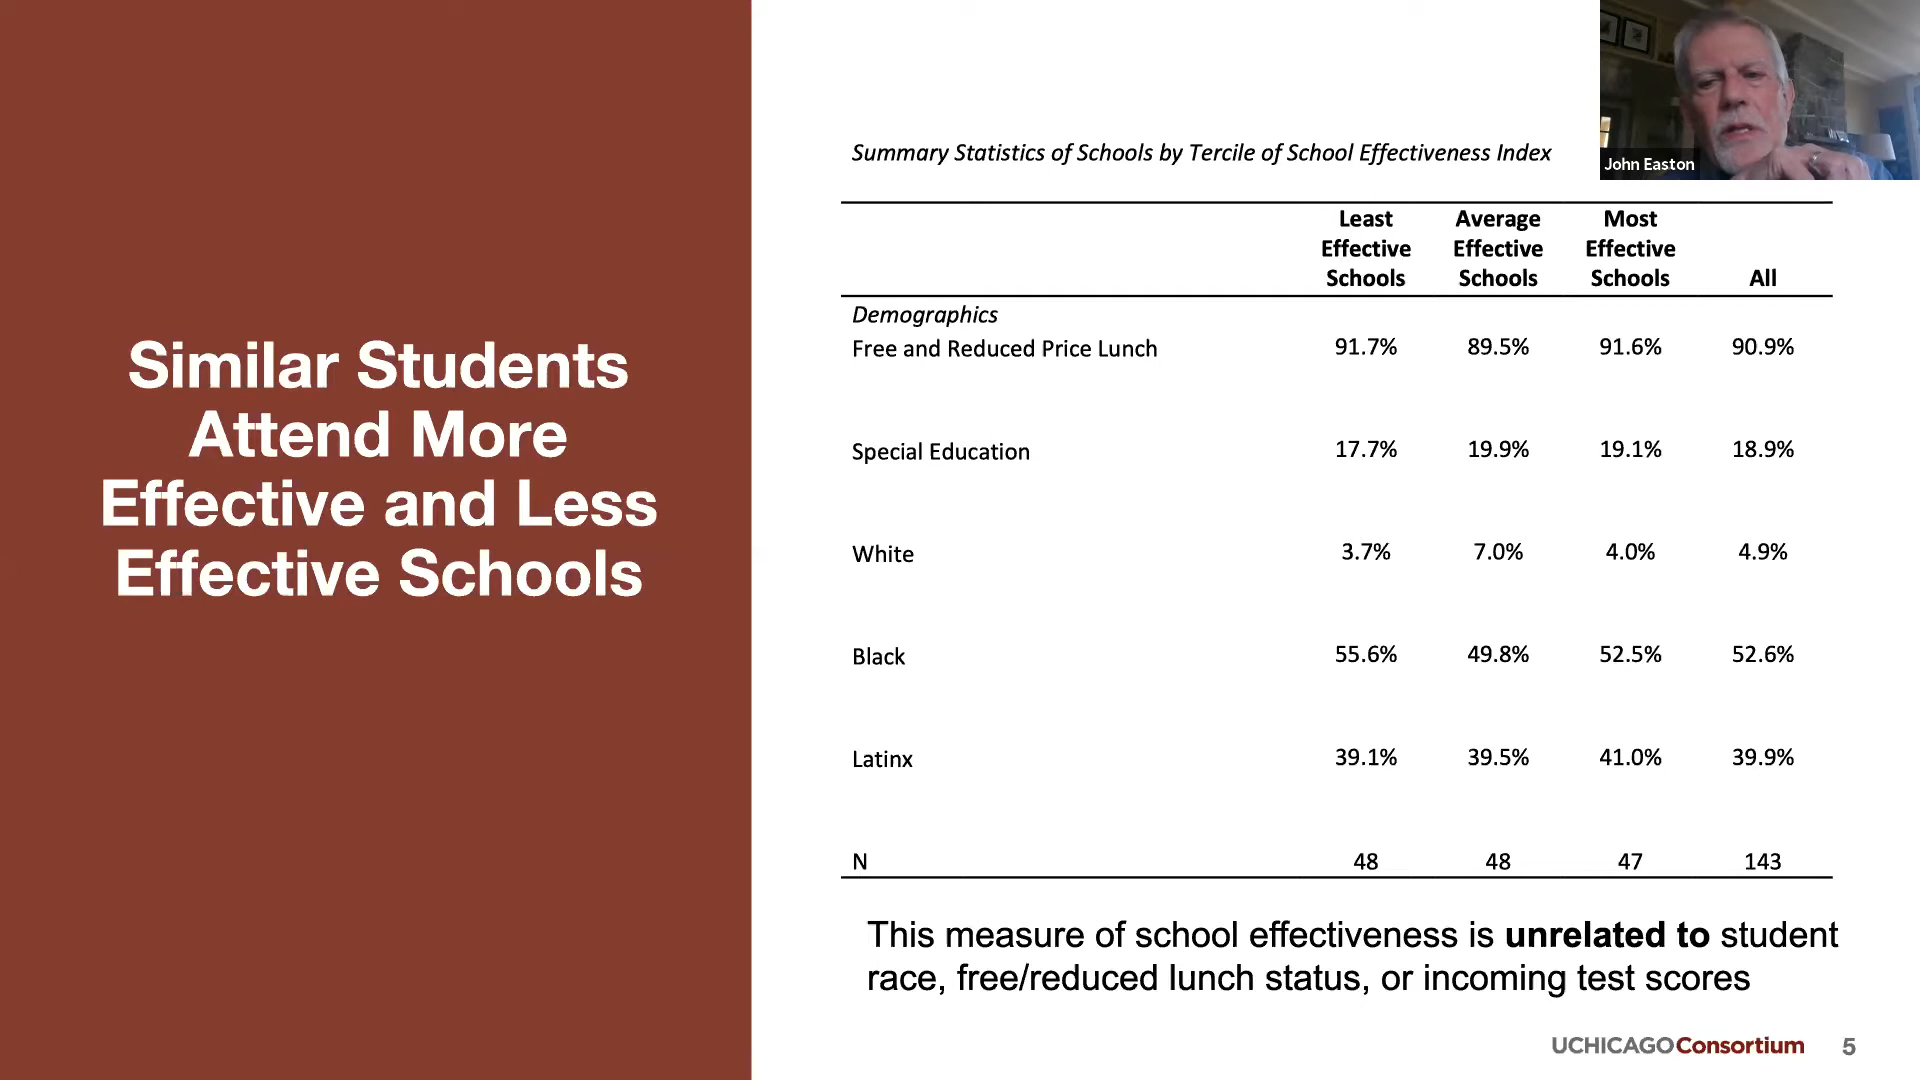 Similar Students
Attend More
Effective and Less
Effective Schools
John Easton
Summary Statistics of Schools by Tercile of School Effectiveness Index
Least Effective Schools Average Effective Schools Most Effective Schools All
Demographics
Free and Reduced Price Lunch 91.7% 89.5% 91.6% 90.9%
Special Education 17.7% 19.9% 19.1% 18.9%
White 3.7% 7.0% 4.0% 4.9%
Black 55.6% 49.8% 52.5% 52.6%
Latinx 39.1% 39.5% 41.0% 39.9%
N 48 48 47 143
This measure of school effectiveness is unrelated to student
race, free/reduced lunch status, or incoming test scores
UCHICAGOConsortium 5